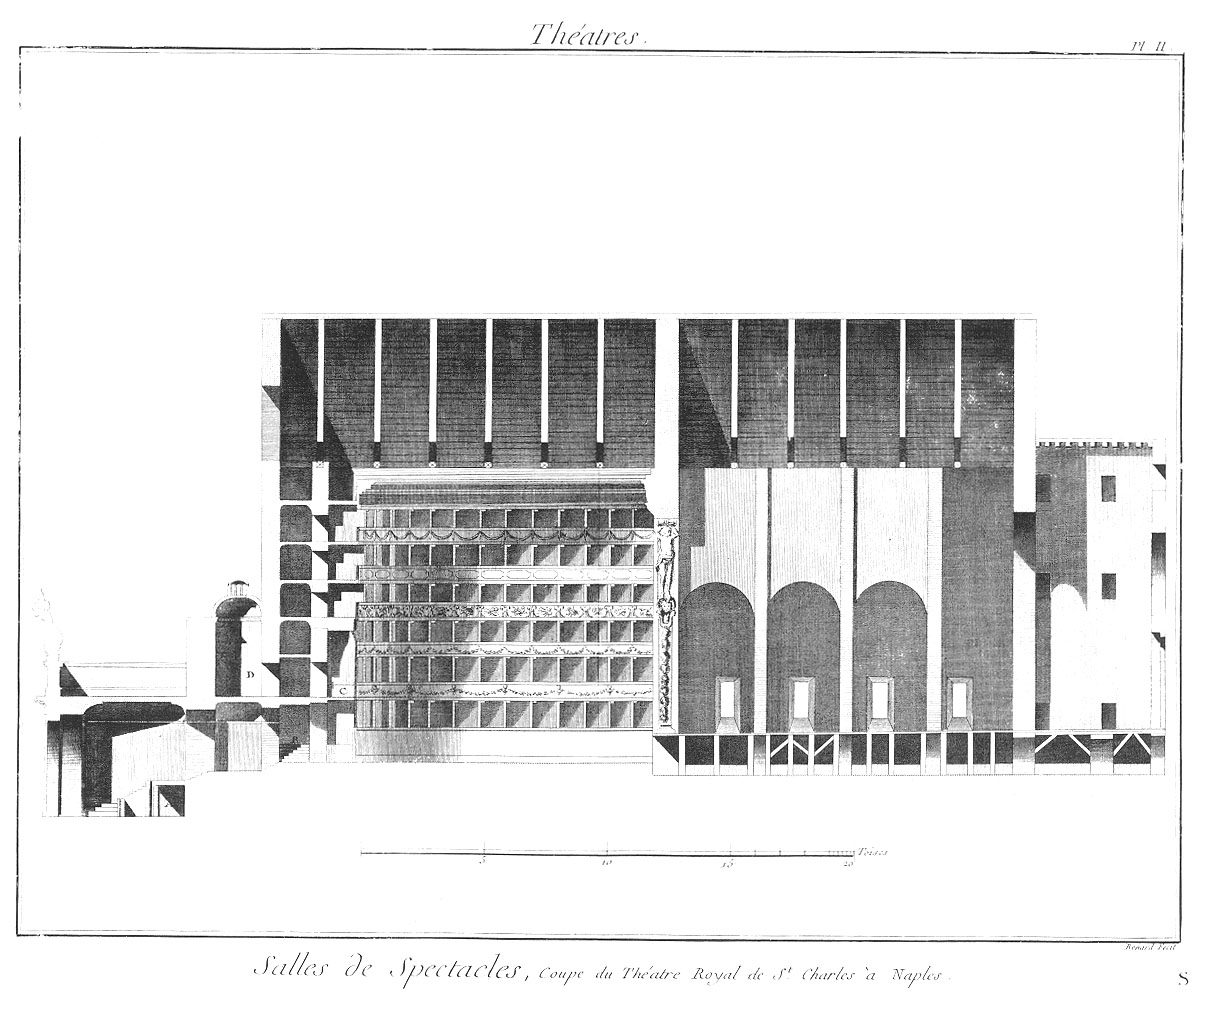 Théatres.
Pl II.
D
C
5 10 15 20 Toises
Benard Fecit
Salles de Spectacles, Coupe du Théatre Royal de St. Charles à Naples.
S